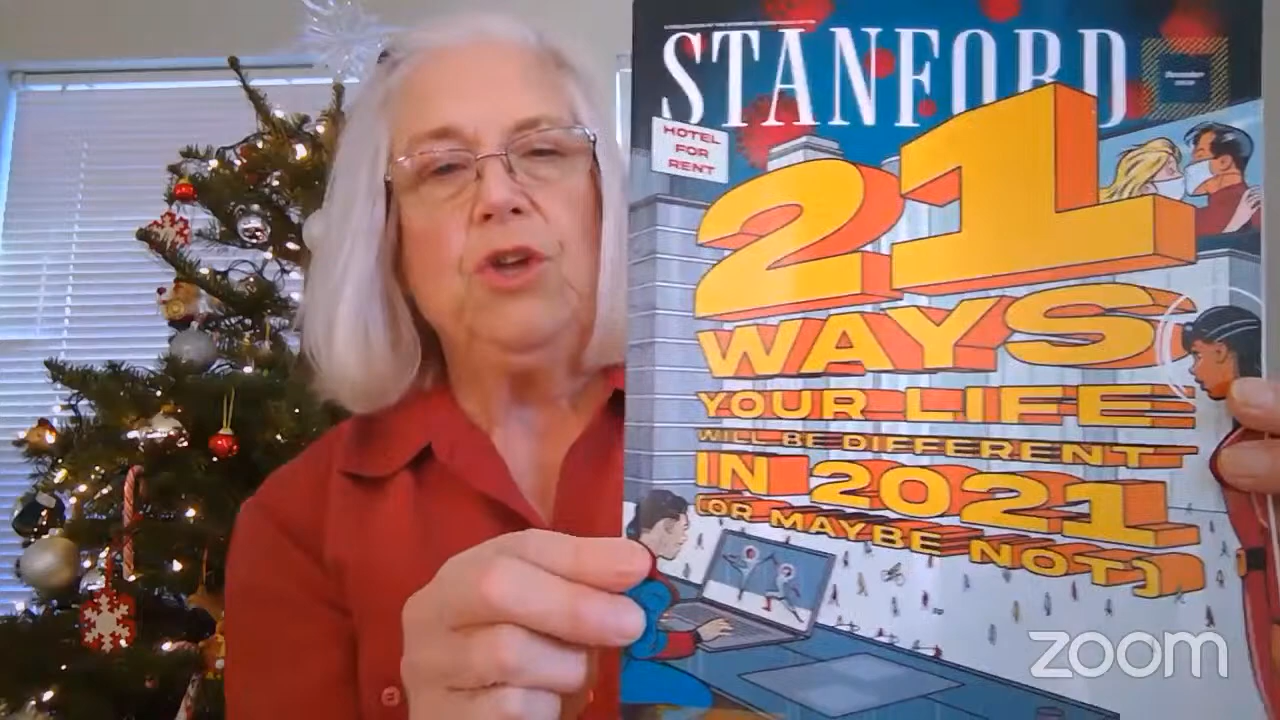 STANFORD
HOTEL
FOR
RENT
21
WAYS
YOUR LIFE
WILL BE DIFFERENT
IN 2021
(OR MAYBE NOT)
zoom